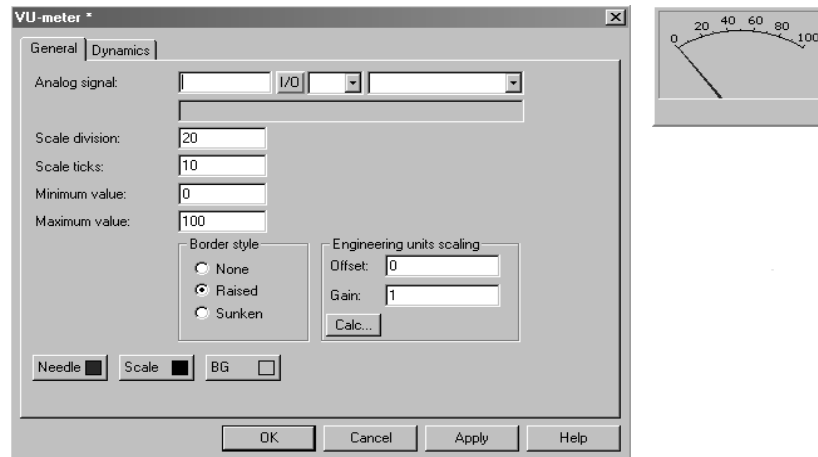 VU-meter *
General Dynamics
Analog signal: I/O
Scale division: 20
Scale ticks: 10
Minimum value: 0
Maximum value: 100
Border style
None
Raised
Sunken
Engineering units scaling
Offset: 0
Gain: 1
Calc...
Needle Scale BG
OK Cancel Apply Help
0 20 40 60 80 100